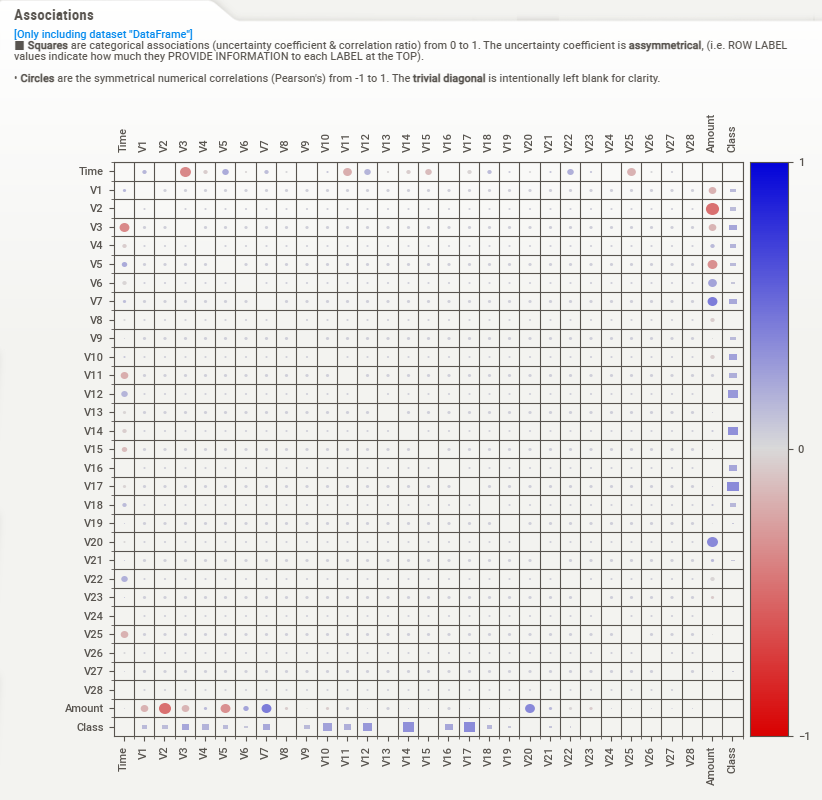 Associations
[Only including dataset "DataFrame"]
■ Squares are categorical associations (uncertainty coefficient & correlation ratio) from 0 to 1. The uncertainty coefficient is assymmetrical, (i.e. ROW LABEL
values indicate how much they PROVIDE INFORMATION to each LABEL at the TOP).
• Circles are the symmetrical numerical correlations (Pearson's) from -1 to 1. The trivial diagonal is intentionally left blank for clarity.
Time V1 V2 V3 V4 V5 V6 V7 V8 V9 V10 V11 V12 V13 V14 V15 V16 V17 V18 V19 V20 V21 V22 V23 V24 V25 V26 V27 V28 Amount Class
1
Time
V1
V2
V3
V4
V5
V6
V7
V8
V9
V10
V11
V12
V13
V14
0
V15
V16
V17
V18
V19
V20
V21
V22
V23
V24
V25
V26
V27
V28
Amount
Class
−1
Time V1 V2 V3 V4 V5 V6 V7 V8 V9 V10 V11 V12 V13 V14 V15 V16 V17 V18 V19 V20 V21 V22 V23 V24 V25 V26 V27 V28 Amount Class